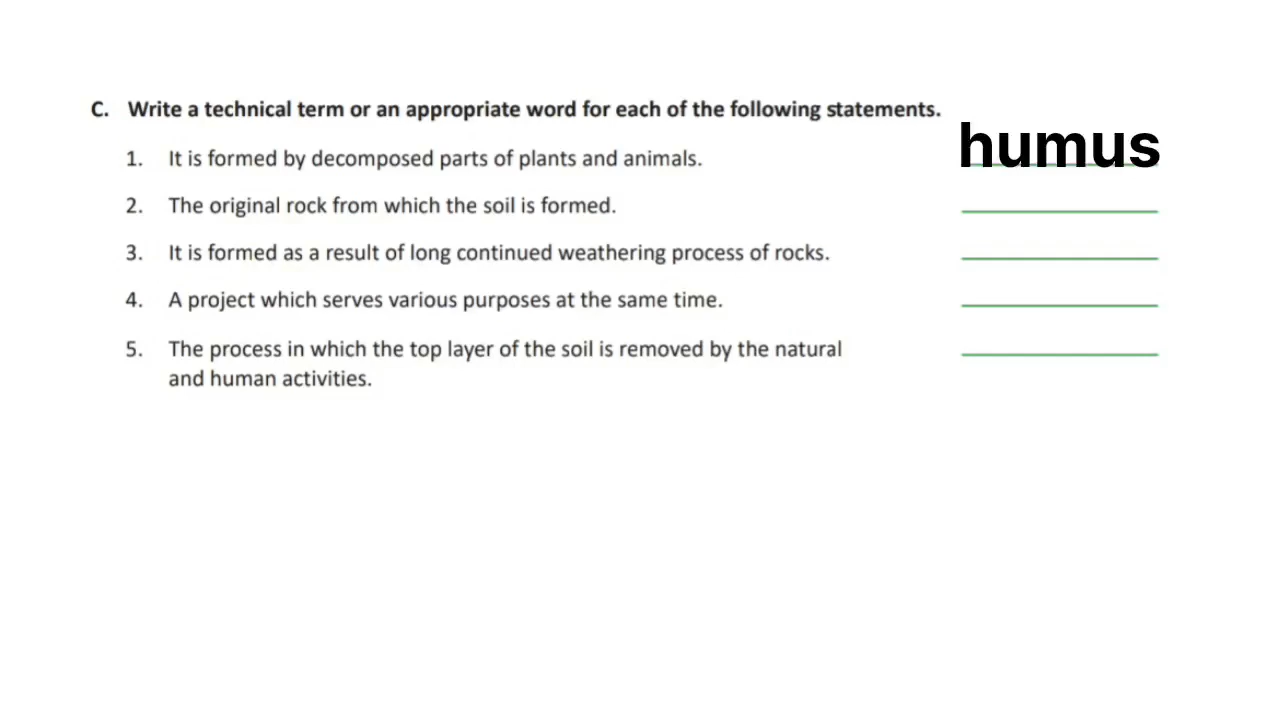 C. Write a technical term or an appropriate word for each of the following statements.
1. It is formed by decomposed parts of plants and animals. humus
2. The original rock from which the soil is formed.
3. It is formed as a result of long continued weathering process of rocks.
4. A project which serves various purposes at the same time.
5. The process in which the top layer of the soil is removed by the natural
and human activities.